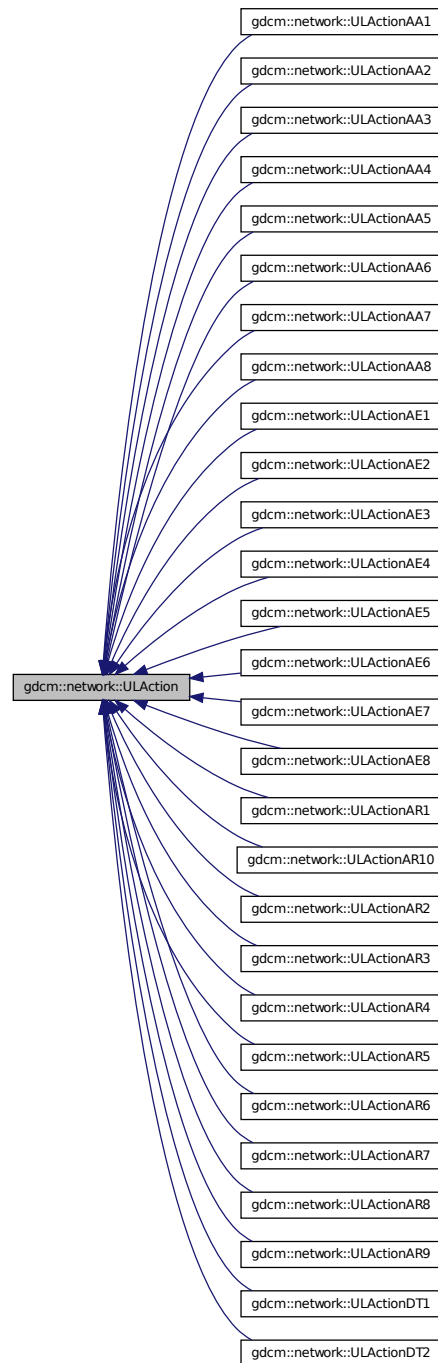 gdcm::network::ULActionAA1
gdcm::network::ULActionAA2
gdcm::network::ULActionAA3
gdcm::network::ULActionAA4
gdcm::network::ULActionAA5
gdcm::network::ULActionAA6
gdcm::network::ULActionAA7
gdcm::network::ULActionAA8
gdcm::network::ULActionAE1
gdcm::network::ULActionAE2
gdcm::network::ULActionAE3
gdcm::network::ULActionAE4
gdcm::network::ULActionAE5
gdcm::network::ULActionAE6
gdcm::network::ULAction
gdcm::network::ULActionAE7
gdcm::network::ULActionAE8
gdcm::network::ULActionAR1
gdcm::network::ULActionAR10
gdcm::network::ULActionAR2
gdcm::network::ULActionAR3
gdcm::network::ULActionAR4
gdcm::network::ULActionAR5
gdcm::network::ULActionAR6
gdcm::network::ULActionAR7
gdcm::network::ULActionAR8
gdcm::network::ULActionAR9
gdcm::network::ULActionDT1
gdcm::network::ULActionDT2